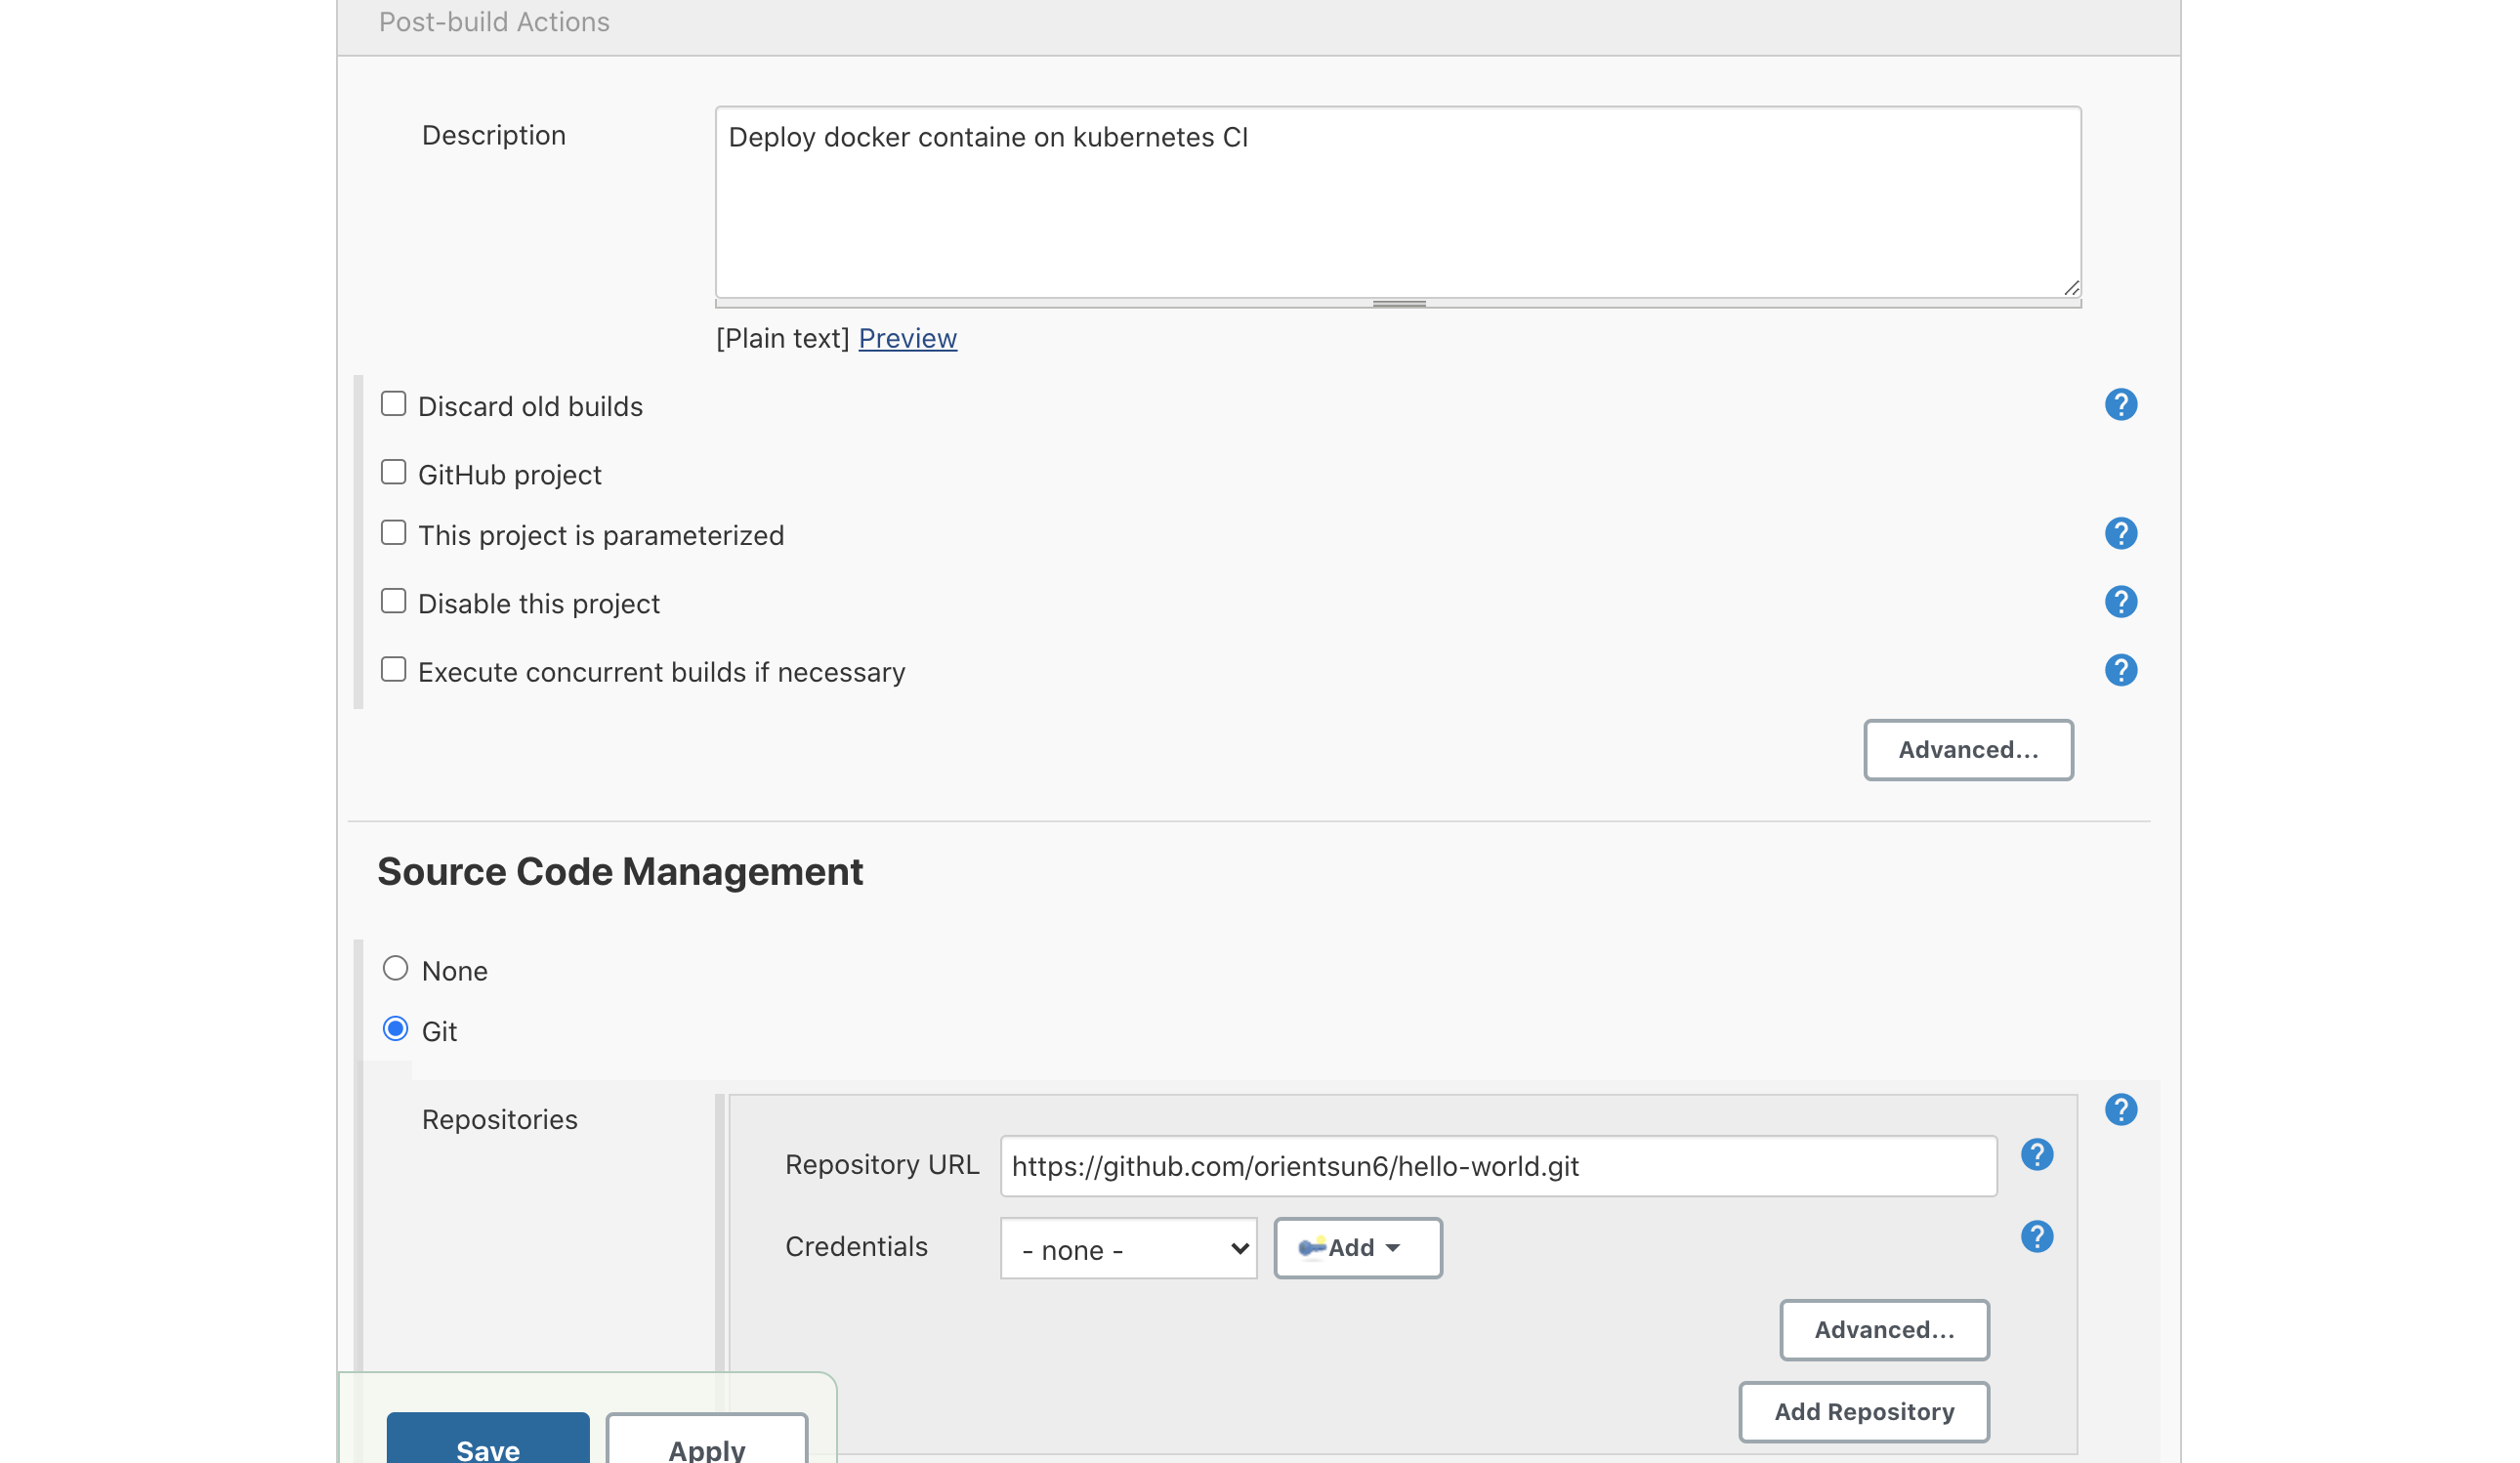 Post-build Actions
Description
Deploy docker containe on kubernetes CI
[Plain text] Preview
Discard old builds
GitHub project
This project is parameterized
Disable this project
Execute concurrent builds if necessary
Advanced...
Source Code Management
None
Git
Repositories
Repository URL
https://github.com/orientsun6/hello-world.git
Credentials
- none -
Add
Advanced...
Add Repository
Save
Apply